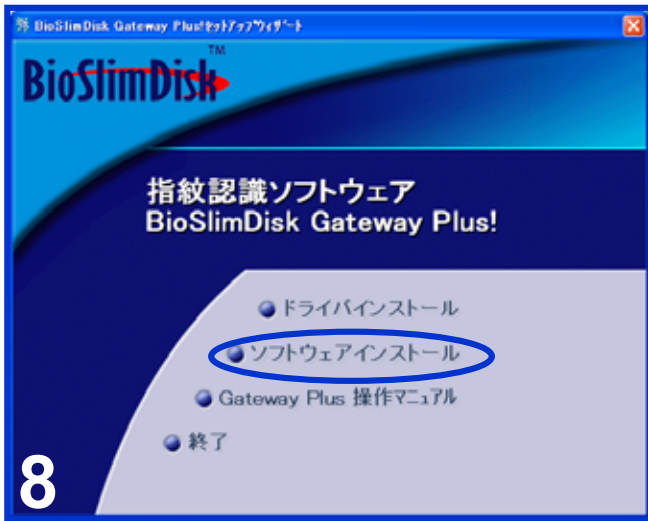 BioSlimDisk Gateway Plus!ｾｯﾄｱｯﾌﾟｳｨｻﾞｰﾄﾞ
BioSlimDisk™
指紋認識ソフトウェア
BioSlimDisk Gateway Plus!
ドライバインストール
ソフトウェアインストール
Gateway Plus 操作ﾏﾆｭｱﾙ
終了
8